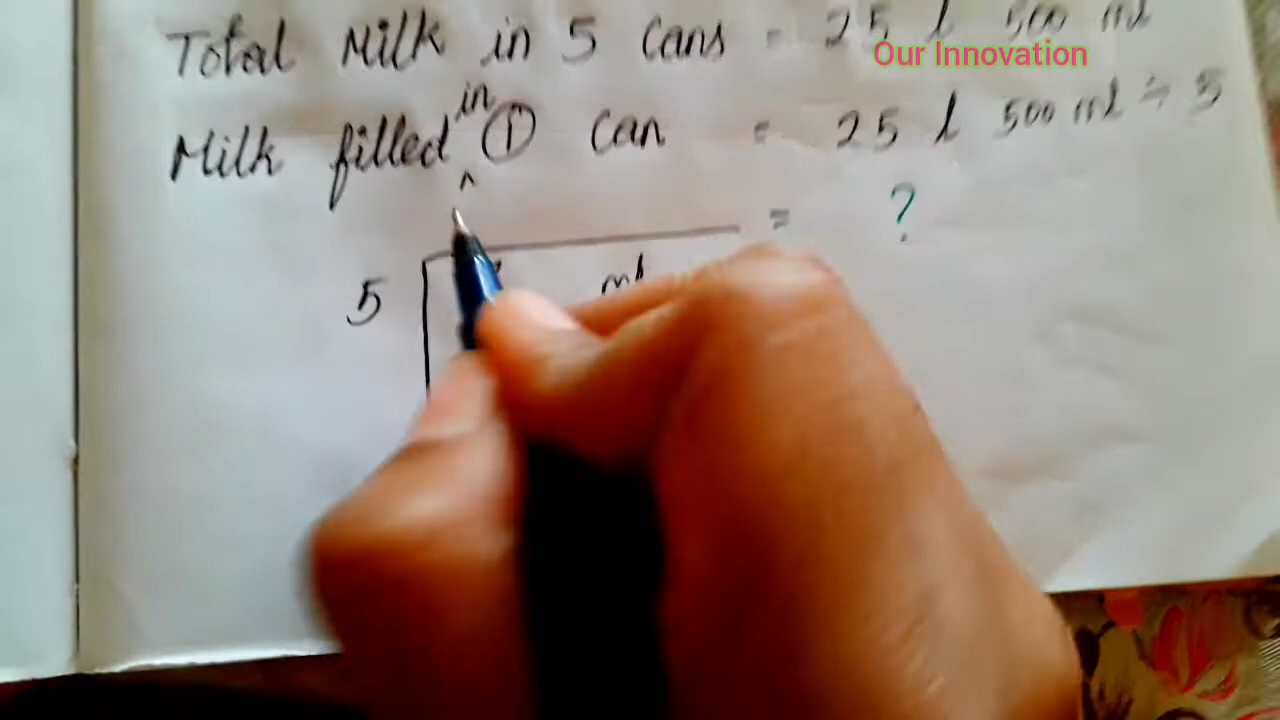 Total Milk in 5 Cans = 25 l 500 ml
Our Innovation
Milk filled in 1 Can = 25 l 500 ml ÷ 5
= ?
5 ml